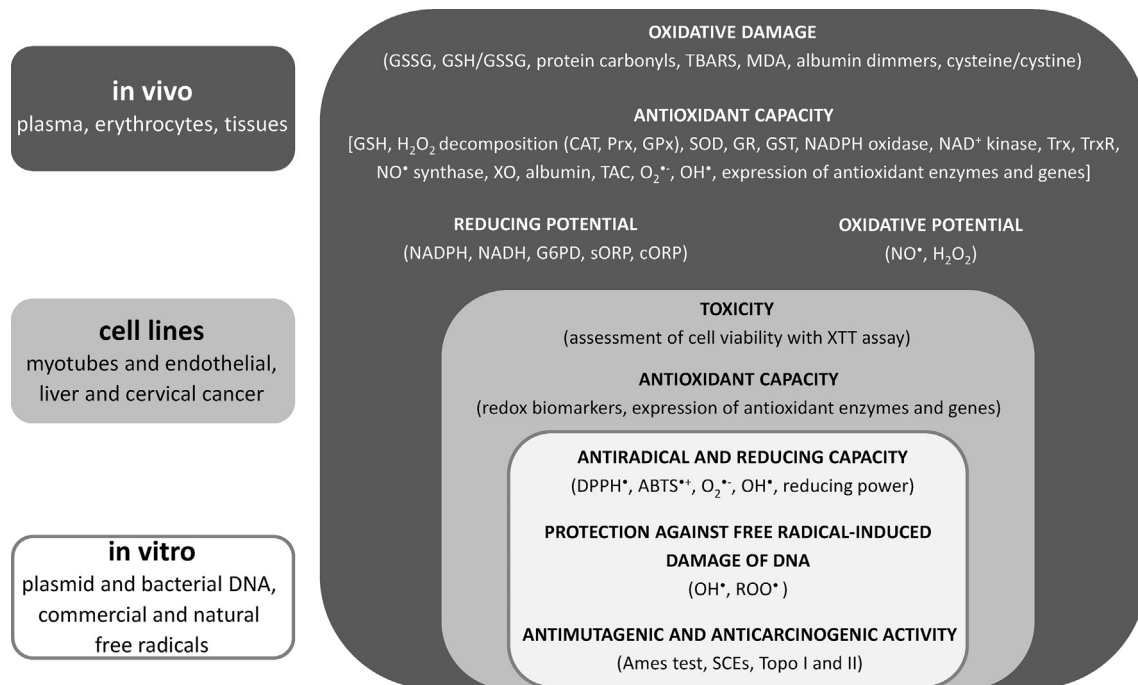 in vivo
plasma, erythrocytes, tissues
OXIDATIVE DAMAGE
(GSSG, GSH/GSSG, protein carbonyls, TBARS, MDA, albumin dimmers, cysteine/cystine)
ANTIOXIDANT CAPACITY
[GSH, H₂O₂ decomposition (CAT, Prx, GPx), SOD, GR, GST, NADPH oxidase, NAD⁺ kinase, Trx, TrxR,
NO• synthase, XO, albumin, TAC, O₂•⁻, OH•, expression of antioxidant enzymes and genes]
REDUCING POTENTIAL
(NADPH, NADH, G6PD, sORP, cORP)
OXIDATIVE POTENTIAL
(NO•, H₂O₂)
cell lines
myotubes and endothelial,
liver and cervical cancer
TOXICITY
(assessment of cell viability with XTT assay)
ANTIOXIDANT CAPACITY
(redox biomarkers, expression of antioxidant enzymes and genes)
in vitro
plasmid and bacterial DNA,
commercial and natural
free radicals
ANTIRADICAL AND REDUCING CAPACITY
(DPPH•, ABTS•⁺, O₂•⁻, OH•, reducing power)
PROTECTION AGAINST FREE RADICAL-INDUCED
DAMAGE OF DNA
(OH•, ROO• )
ANTIMUTAGENIC AND ANTICARCINOGENIC ACTIVITY
(Ames test, SCEs, Topo I and II)